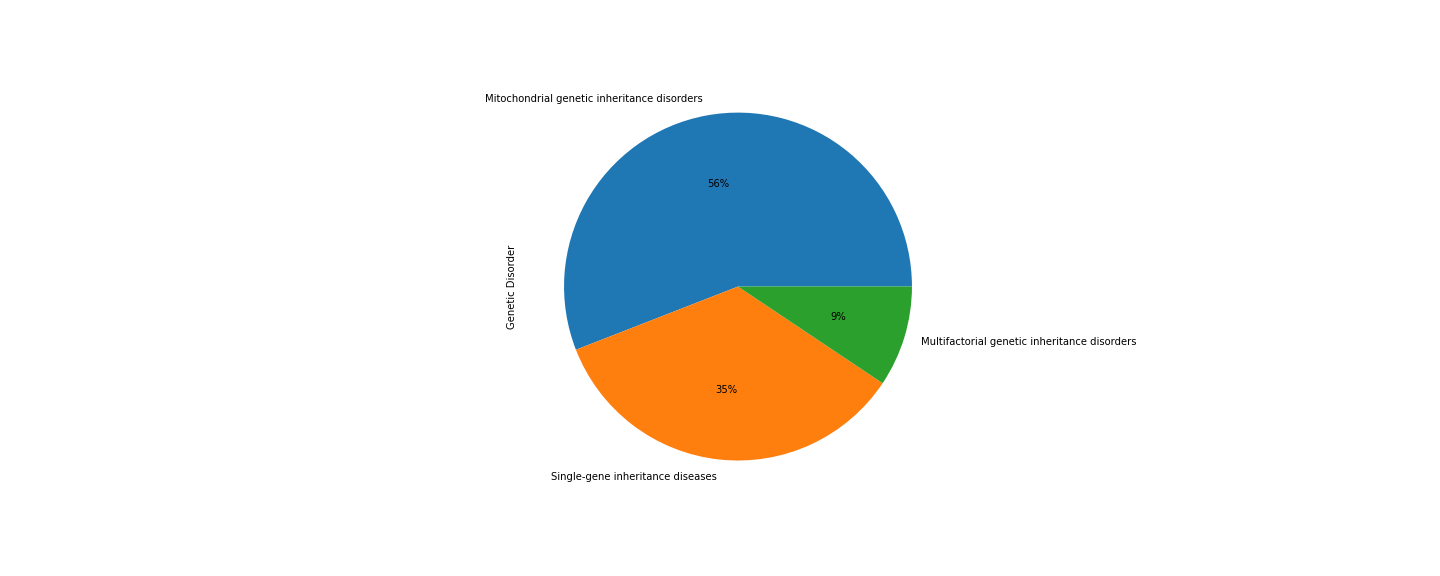 Mitochondrial genetic inheritance disorders
56%
Genetic Disorder
9%
Multifactorial genetic inheritance disorders
35%
Single-gene inheritance diseases